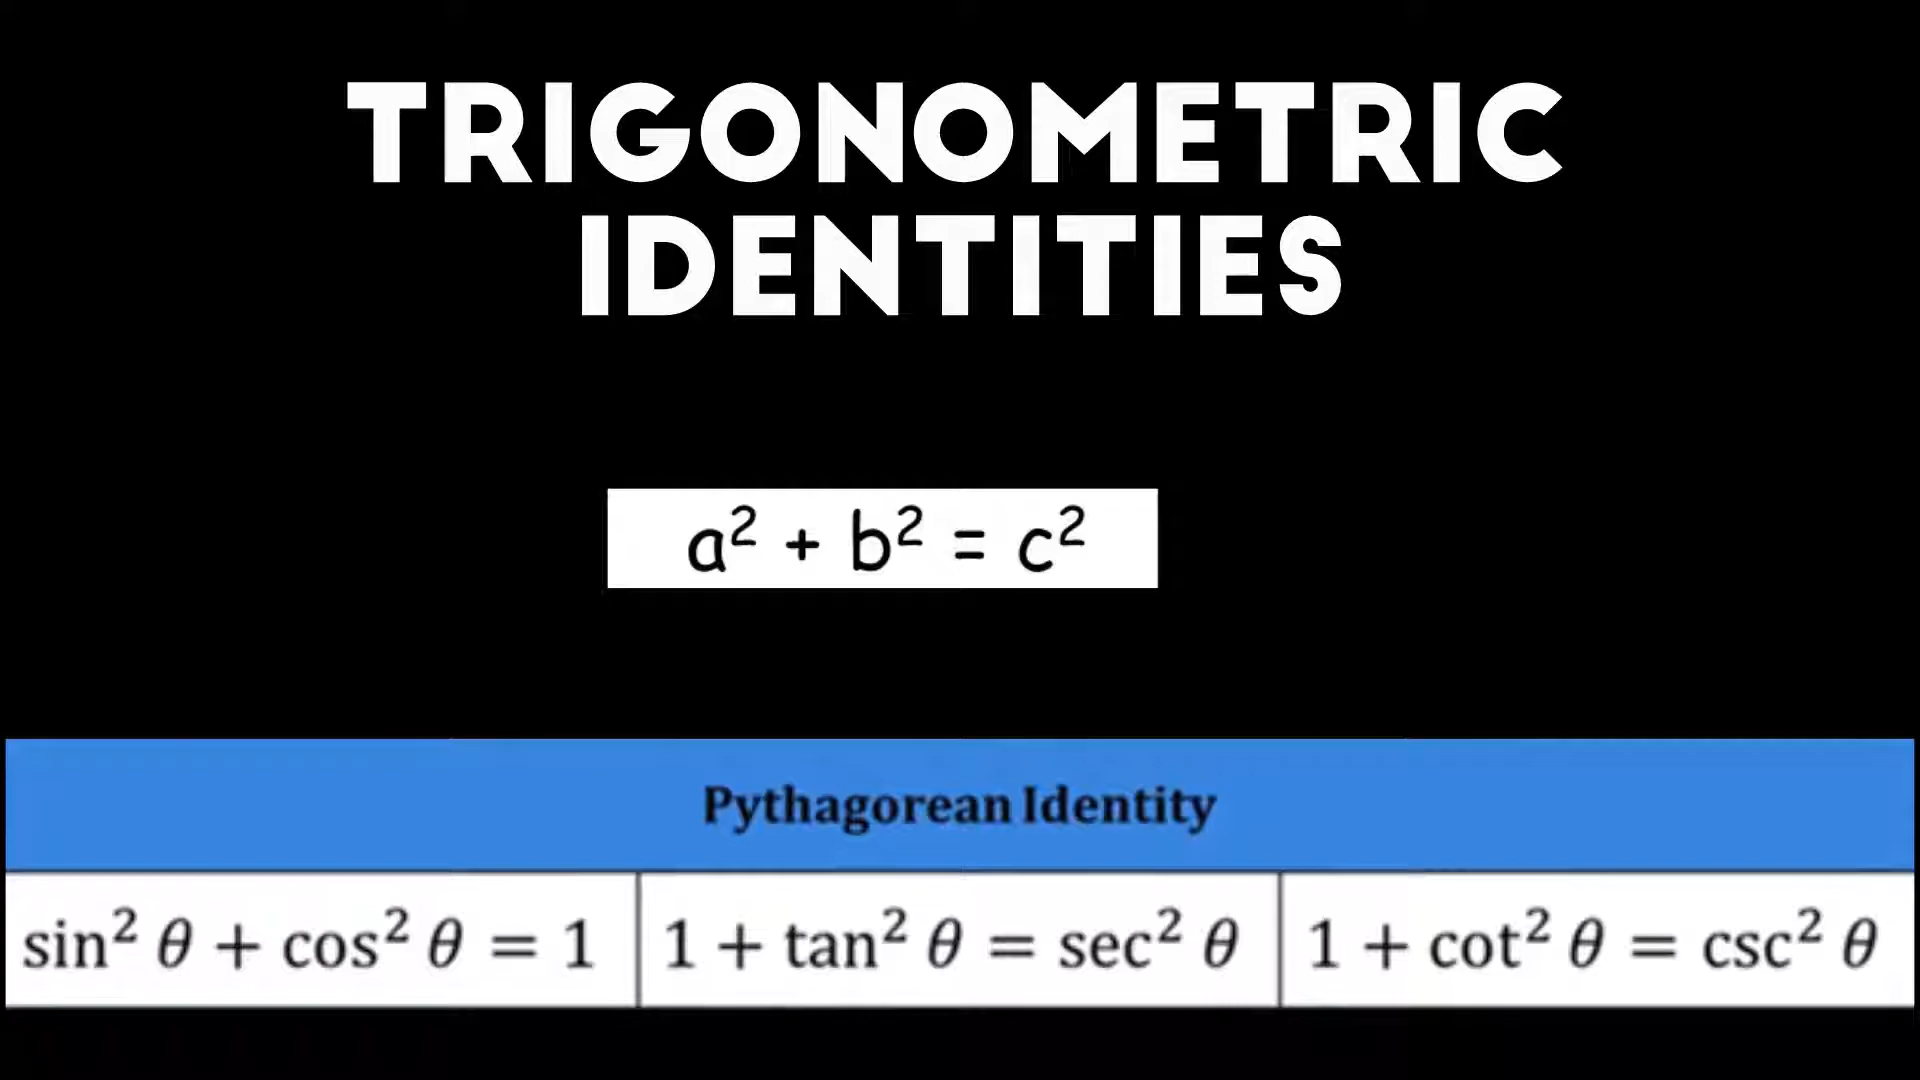 TRIGONOMETRIC
IDENTITIES
a² + b² = c²
Pythagorean Identity
sin² θ + cos² θ = 1
1 + tan² θ = sec² θ
1 + cot² θ = csc² θ